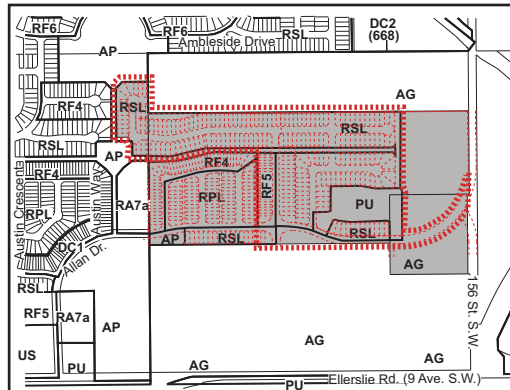 RF6
RF6
AP
RSL
Ambleside Drive
DC2
(668)
RF4
RSL
AG
RSL
RSL
AP
RF4
RF4
RPL
RF5
PU
Austin Crescenta
Austin Way
RPL
RA7a
DC1
Allan Dr.
AP
RSL
RSL
AG
RSL
RF5
RA7a
AP
156 St. S.W.
US
PU
AG
AG
AG
PU
Ellerslie Rd. (9 Ave. S.W.)